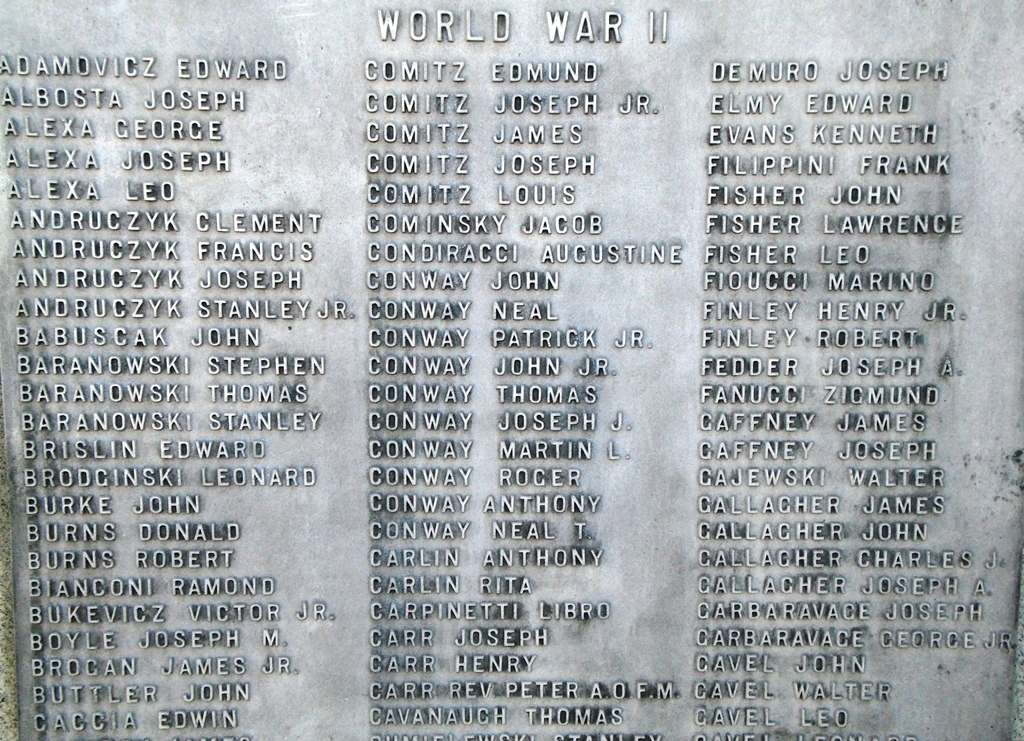 WORLD WAR II
ADAMOVICZ EDWARD
ALBOSTA JOSEPH
ALEXA GEORGE
ALEXA JOSEPH
ALEXA LEO
ANDRUCZYK CLEMENT
ANDRUCZYK FRANCIS
ANDRUCZYK JOSEPH
ANDRUCZYK STANLEY JR.
BABUSCAK JOHN
BARANOWSKI STEPHEN
BARANOWSKI THOMAS
BARANOWSKI STANLEY
BRISLIN EDWARD
BRODGINSKI LEONARD
BURKE JOHN
BURNS DONALD
BURNS ROBERT
BIANCONI RAMOND
BUKEVICZ VICTOR JR.
BOYLE JOSEPH M.
BROGAN JAMES JR.
BUTTLER JOHN
CACCIA EDWIN
JAMES
COMITZ EDMUND
COMITZ JOSEPH JR.
COMITZ JAMES
COMITZ JOSEPH
COMITZ LOUIS
COMINSKY JACOB
CONDIRACCI AUGUSTINE
CONWAY JOHN
CONWAY NEAL
CONWAY PATRICK JR.
CONWAY JOHN JR.
CONWAY THOMAS
CONWAY JOSEPH J.
CONWAY MARTIN L.
CONWAY ROGER
CONWAY ANTHONY
CONWAY NEAL T.
CARLIN ANTHONY
CARLIN RITA
CARPINETTI LIBRO
CARR JOSEPH
CARR HENRY
CARR REV. PETER A.O.F.M.
CAVANAUGH THOMAS
STANLEY
DEMURO JOSEPH
ELMY EDWARD
EVANS KENNETH
FILIPPINI FRANK
FISHER JOHN
FISHER LAWRENCE
FISHER LEO
FIOUCCI MARINO
FINLEY HENRY JR.
FINLEY ROBERT
FEDDER JOSEPH A.
FANUCCI ZIGMUND
GAFFNEY JAMES
GAFFNEY JOSEPH
GAJEWSKI WALTER
GALLAGHER JAMES
GALLAGHER JOHN
GALLAGHER CHARLES J.
GALLAGHER JOSEPH A.
GARBARAVAGE JOSEPH
GARBARAVAGE GEORGE JR.
GAVEL JOHN
GAVEL WALTER
GAVEL LEO
GAVEL LEONARD